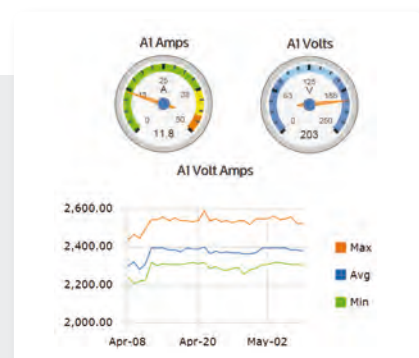 A1 Amps
A1 Volts
25
A
13
38
0
50
11.8
125
V
63
188
0
250
203
A1 Volt Amps
2,600.00
2,400.00
2,200.00
2,000.00
Apr-08
Apr-20
May-02
Max
Avg
Min